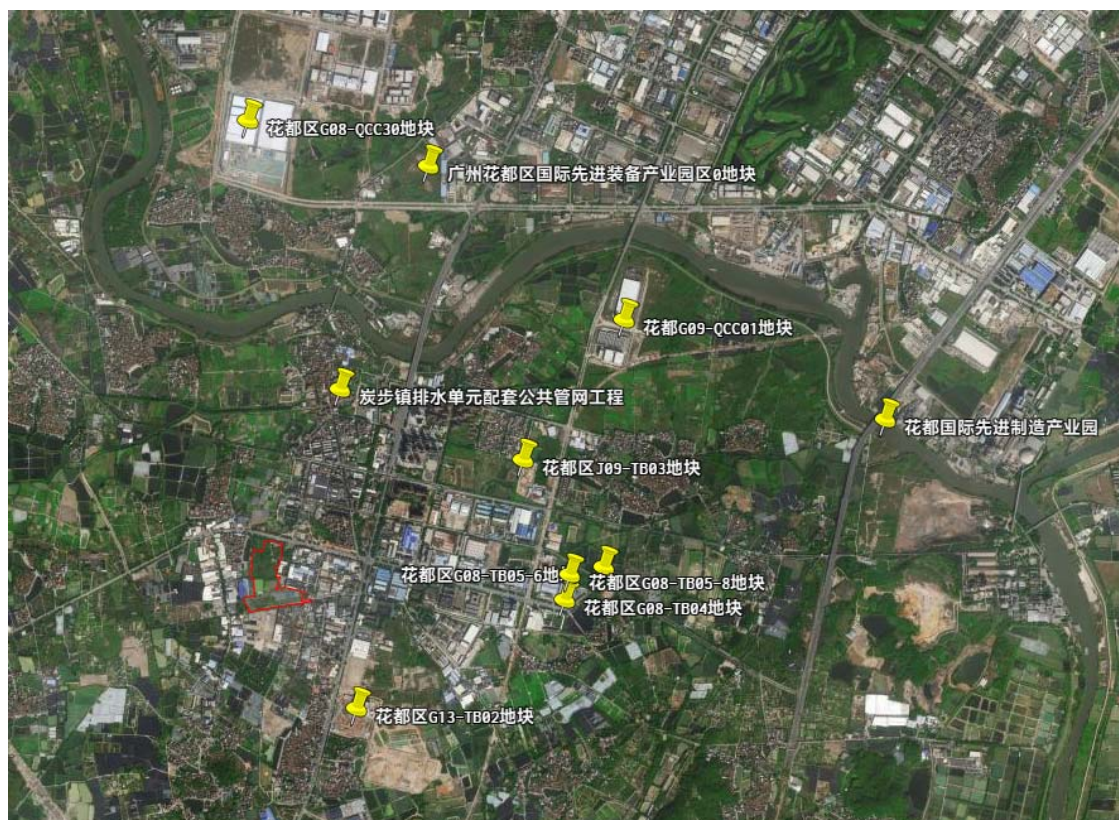 花都区G08-QCC30地块
广州花都区国际先进装备产业园区0地块
花都G09-QCC01地块
炭步镇排水单元配套公共管网工程
花都国际先进制造产业园
花都区J09-TB03地块
花都区G08-TB05-6地
花都区G08-TB05-8地块
花都区G08-TB04地块
花都区G13-TB02地块